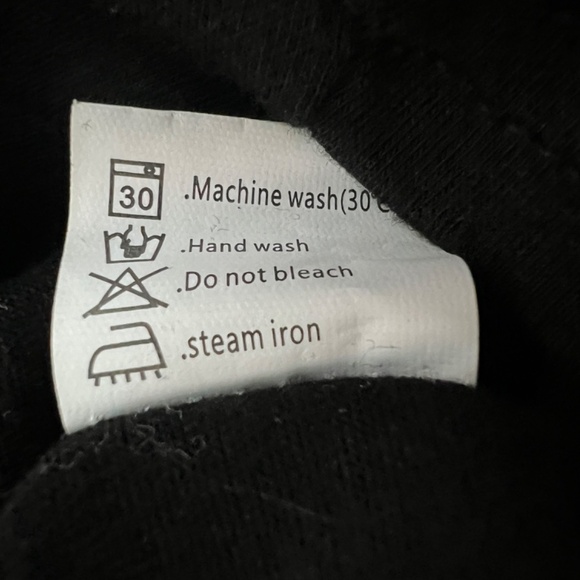 30 .Machine wash(30°C
.Hand wash
.Do not bleach
.steam iron